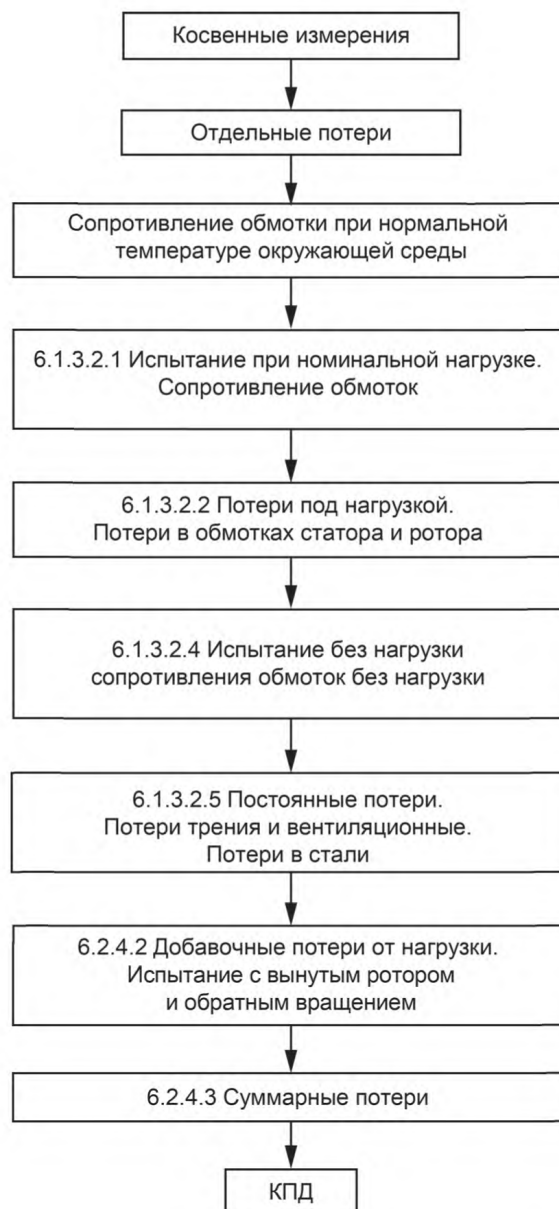 Косвенные измерения
Отдельные потери
Сопротивление обмотки при нормальной
температуре окружающей среды
6.1.3.2.1 Испытание при номинальной нагрузке.
Сопротивление обмоток
6.1.3.2.2 Потери под нагрузкой.
Потери в обмотках статора и ротора
6.1.3.2.4 Испытание без нагрузки
сопротивления обмоток без нагрузки
6.1.3.2.5 Постоянные потери.
Потери трения и вентиляционные.
Потери в стали
6.2.4.2 Добавочные потери от нагрузки.
Испытание с вынутым ротором
и обратным вращением
6.2.4.3 Суммарные потери
КПД